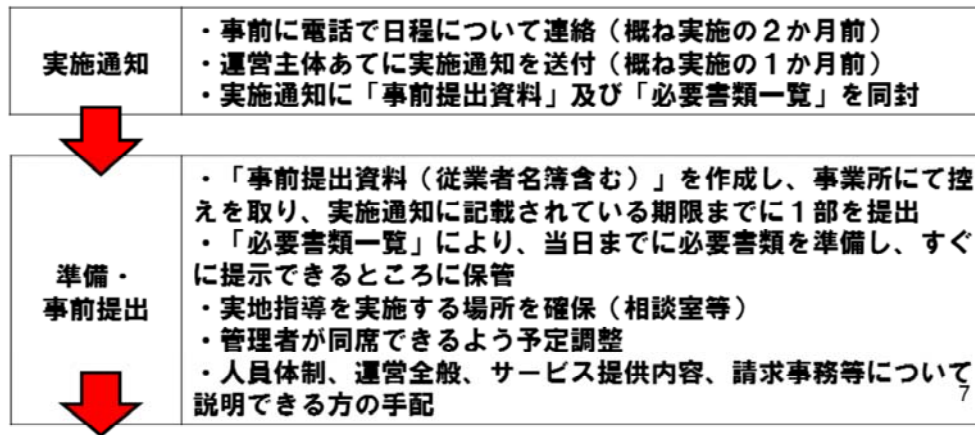 実施通知
・事前に電話で日程について連絡（概ね実施の２か月前）
・運営主体あてに実施通知を送付（概ね実施の１か月前）
・実施通知に「事前提出資料」及び「必要書類一覧」を同封
準備・
事前提出
・「事前提出資料（従業者名簿含む）」を作成し、事業所にて控
えを取り、実施通知に記載されている期限までに１部を提出
・「必要書類一覧」により、当日までに必要書類を準備し、すぐ
に提示できるところに保管
・実地指導を実施する場所を確保（相談室等）
・管理者が同席できるよう予定調整
・人員体制、運営全般、サービス提供内容、請求事務等について
説明できる方の手配
7